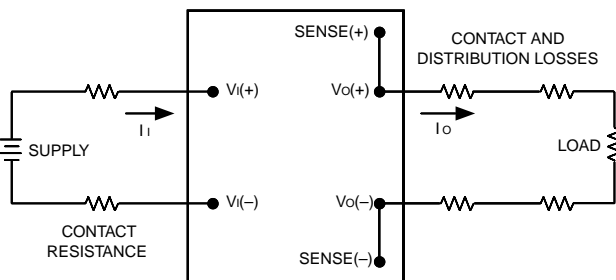 SENSE(+)
CONTACT AND
DISTRIBUTION LOSSES
VI(+)
VO(+)
II
IO
SUPPLY
LOAD
VI(–)
VO(–)
CONTACT
RESISTANCE
SENSE(–)